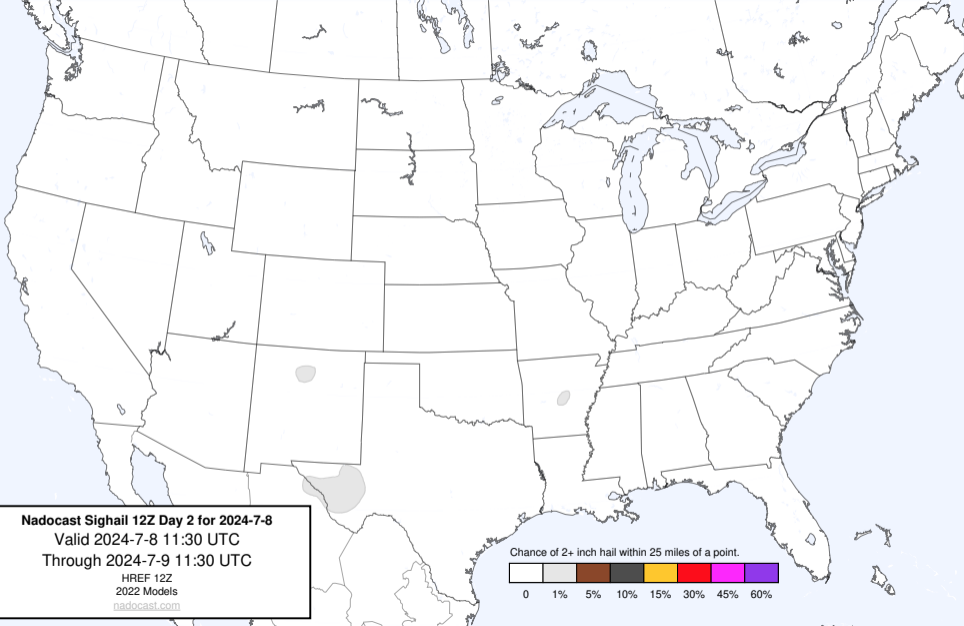 Nadocast Sighail 12Z Day 2 for 2024-7-8
Valid 2024-7-8 11:30 UTC
Through 2024-7-9 11:30 UTC
HREF 12Z
2022 Models
nadocast.com
Chance of 2+ inch hail within 25 miles of a point.
0 1% 5% 10% 15% 30% 45% 60%